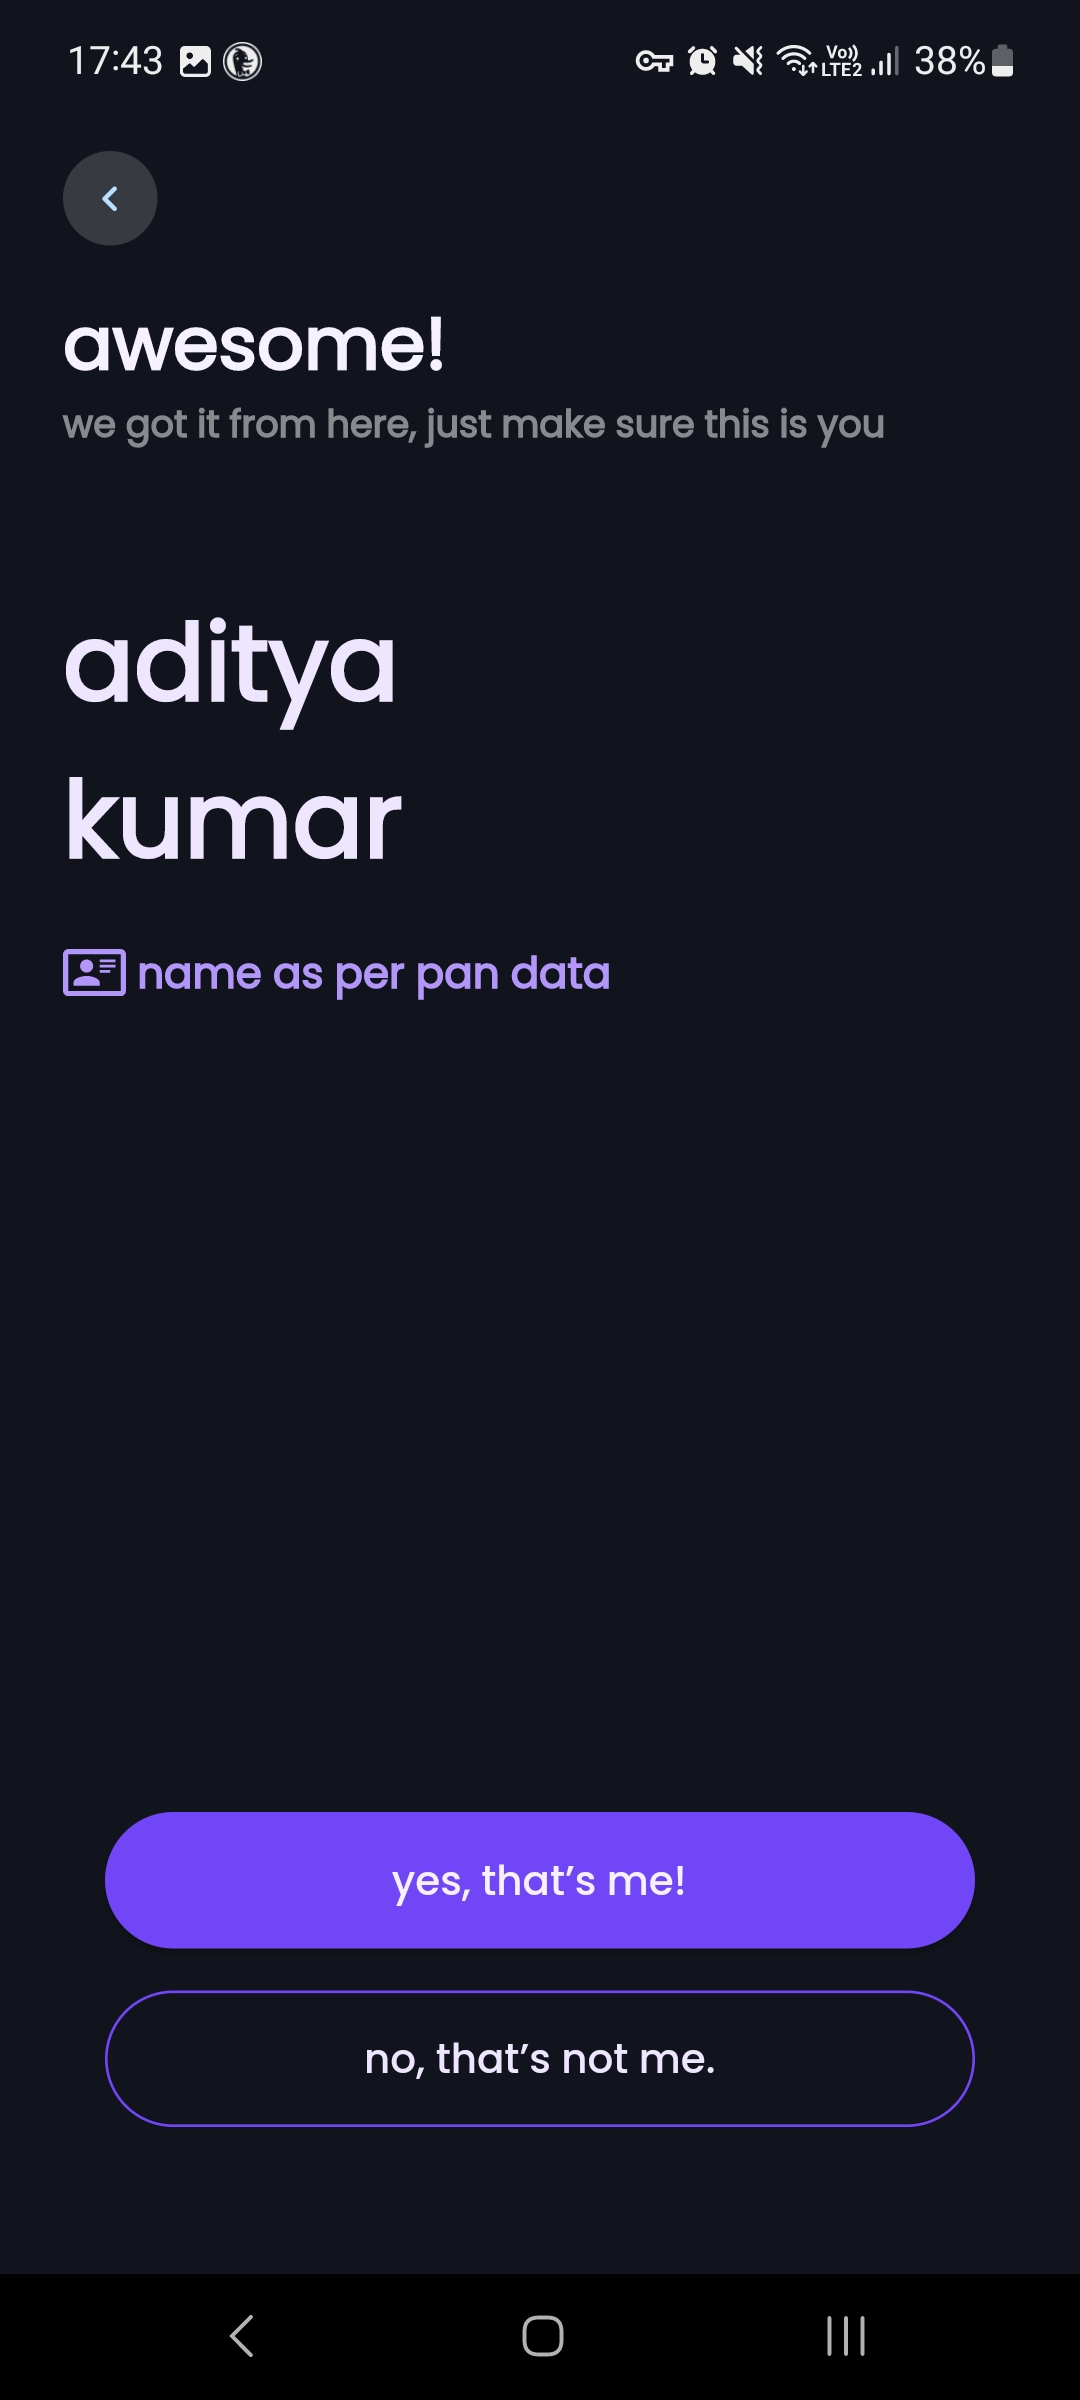 17:43
Vo)) LTE2
38%
awesome!
we got it from here, just make sure this is you
aditya
kumar
name as per pan data
yes, that’s me!
no, that’s not me.